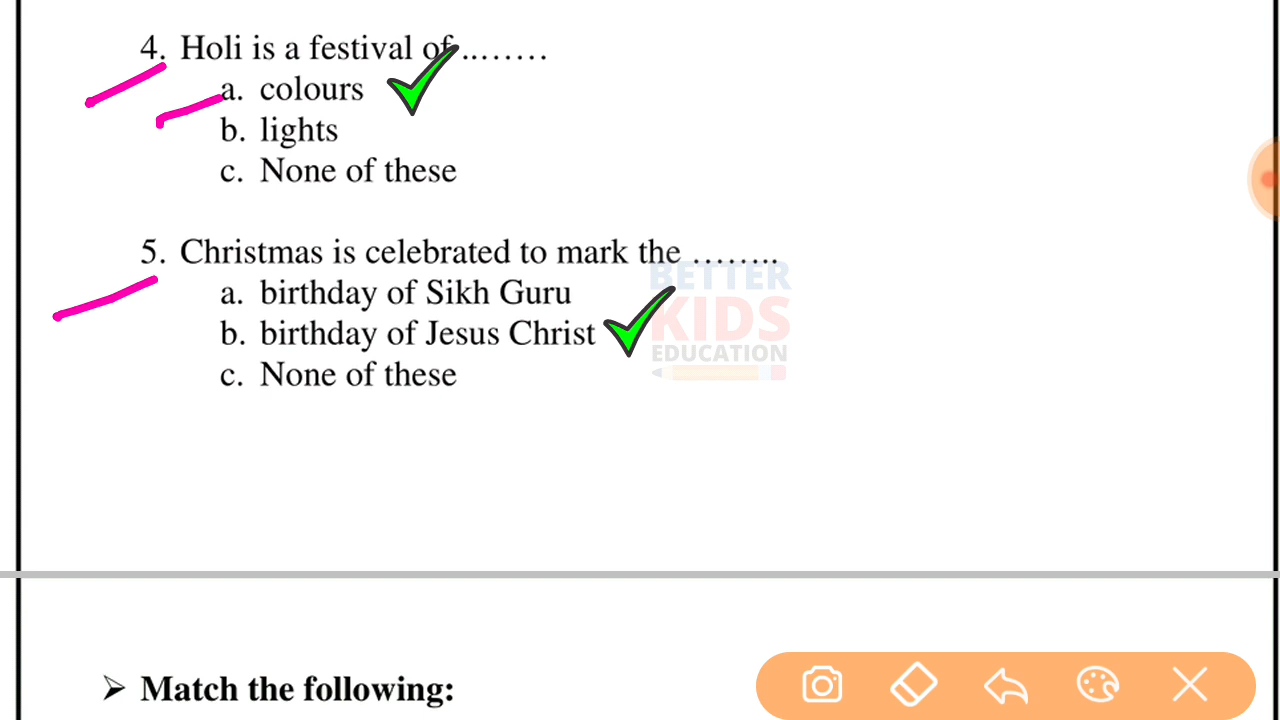 4. Holi is a festival of ..……
a. colours
b. lights
c. None of these
5. Christmas is celebrated to mark the ……..
a. birthday of Sikh Guru
b. birthday of Jesus Christ
c. None of these
BETTER
KIDS
EDUCATION
➢ Match the following: